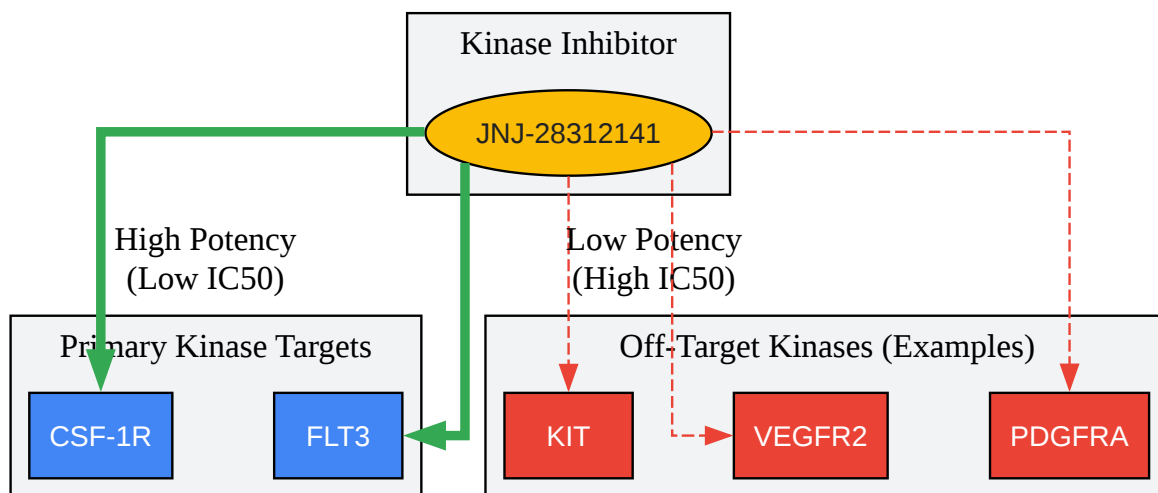 Kinase Inhibitor
JNJ-28312141
High Potency
(Low IC50)
Low Potency
(High IC50)
Primary Kinase Targets
Off-Target Kinases (Examples)
CSF-1R
FLT3
KIT
VEGFR2
PDGFRA